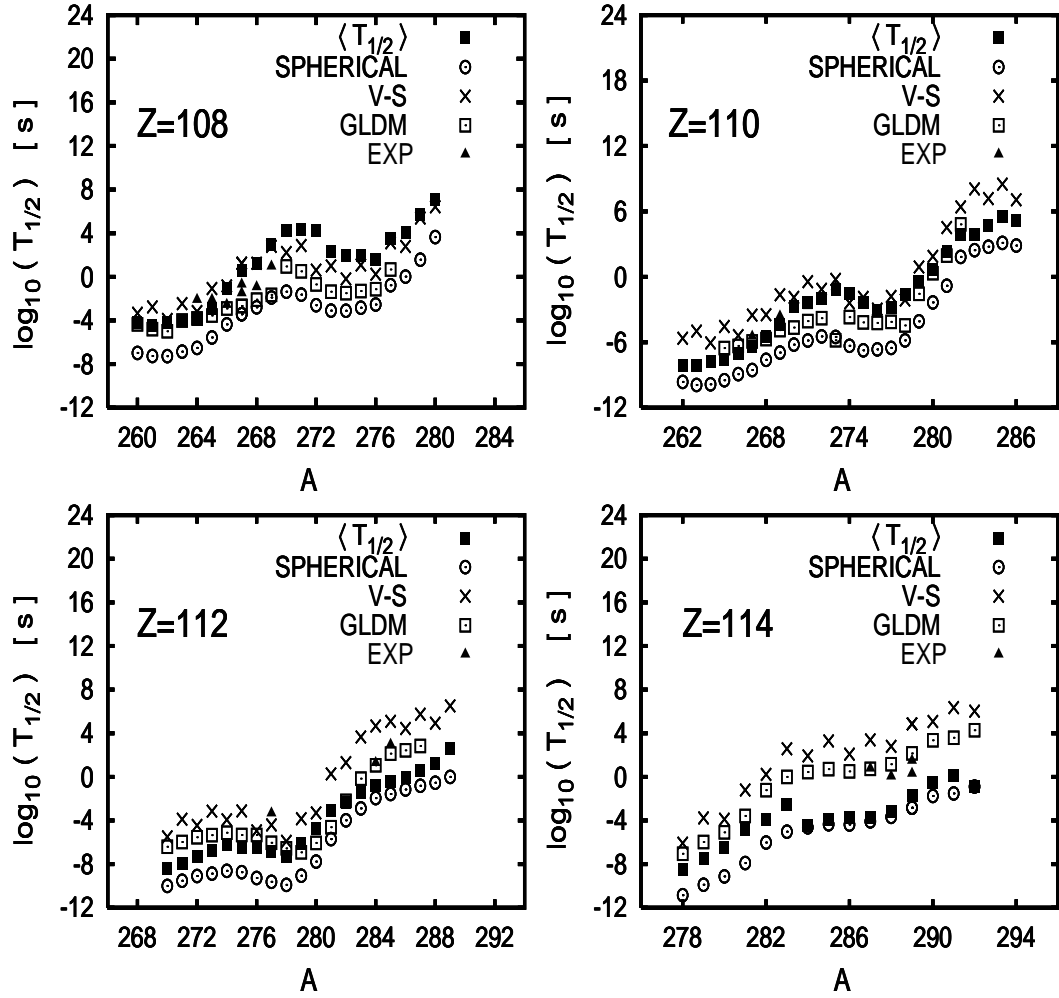 24
20
16
12
8
4
0
-4
-8
-12
log10 ( T1/2 ) [ s ]
Z=108
⟨T1/2⟩
SPHERICAL
V-S
GLDM
EXP
260 264 268 272 276 280 284
A
24
18
12
6
0
-6
-12
log10 ( T1/2 ) [ s ]
Z=110
⟨T1/2⟩
SPHERICAL
V-S
GLDM
EXP
262 268 274 280 286
A
24
20
16
12
8
4
0
-4
-8
-12
log10 ( T1/2 ) [ s ]
Z=112
⟨T1/2⟩
SPHERICAL
V-S
GLDM
EXP
268 272 276 280 284 288 292
A
24
20
16
12
8
4
0
-4
-8
-12
log10 ( T1/2 ) [ s ]
Z=114
⟨T1/2⟩
SPHERICAL
V-S
GLDM
EXP
278 282 286 290 294
A